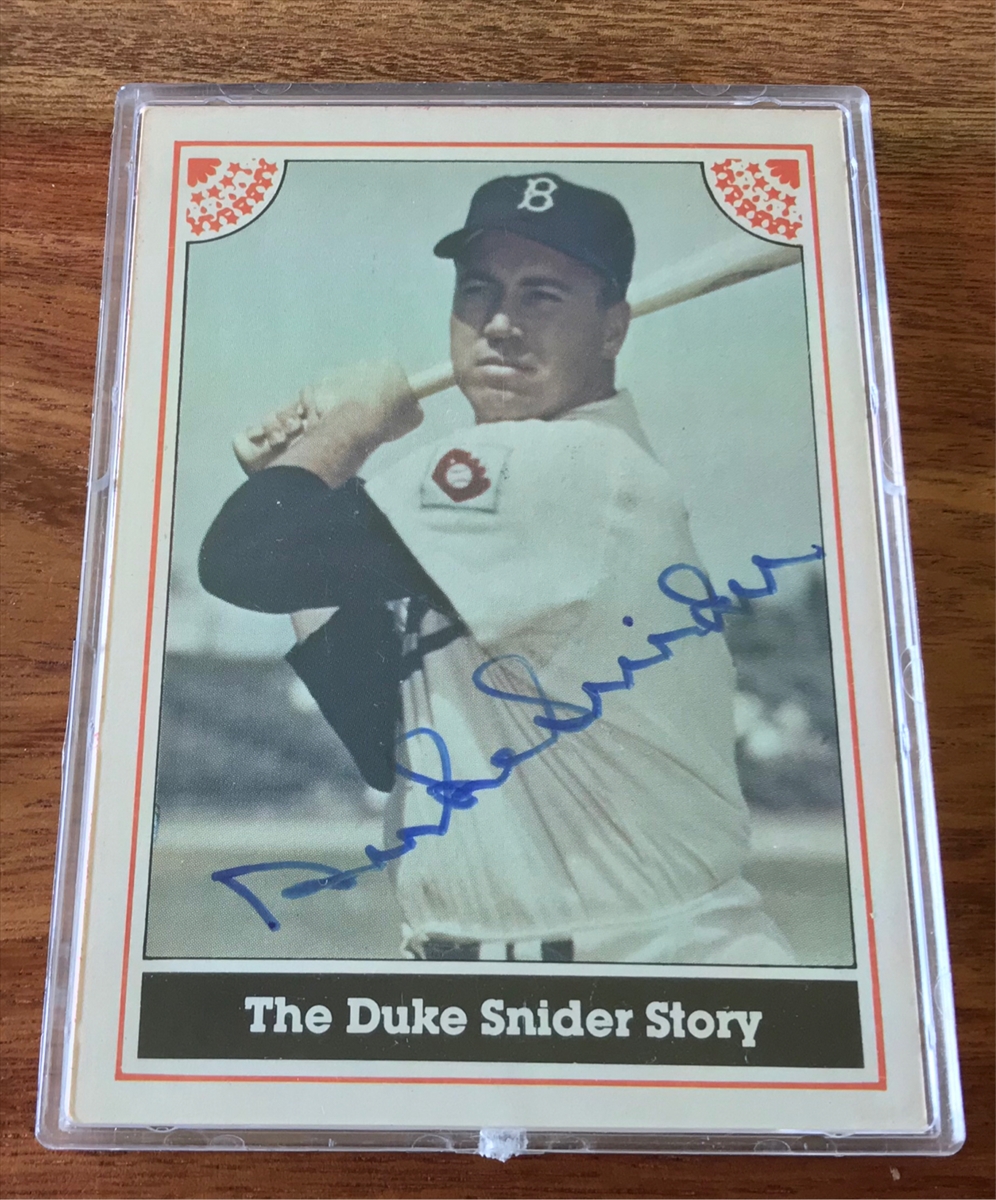 B
Duke Snider
The Duke Snider Story